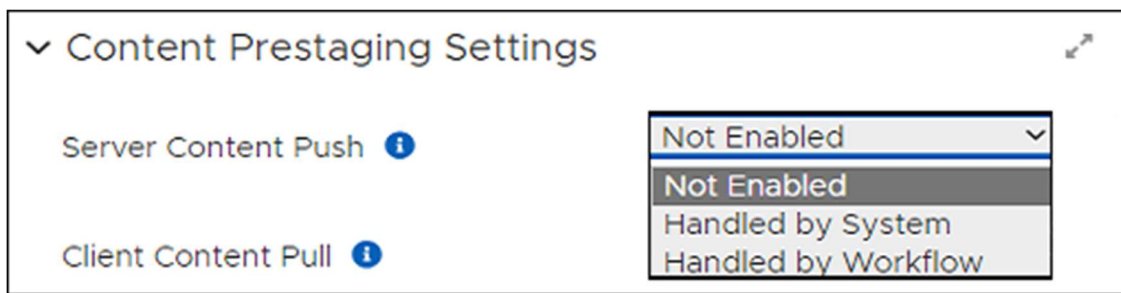 Content Prestaging Settings
Server Content Push
Not Enabled
Not Enabled
Handled by System
Client Content Pull
Handled by Workflow